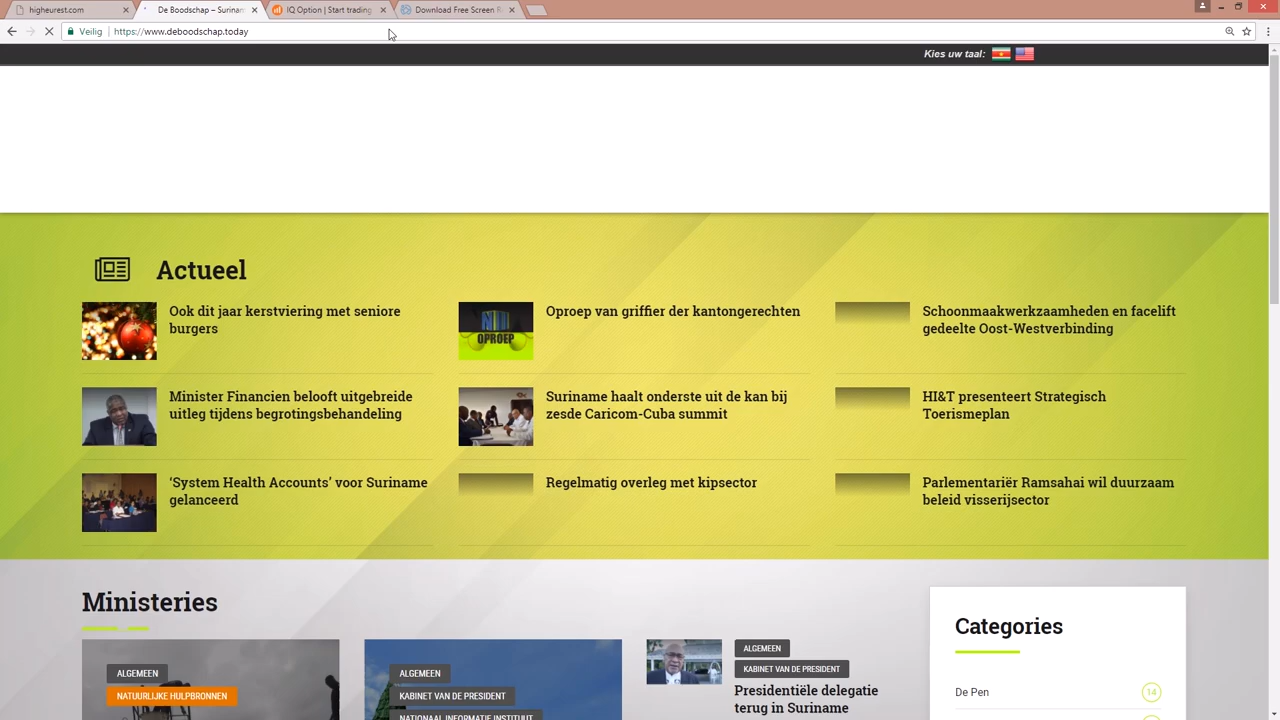 higheurest.com
De Boodschap – Surinam
IQ Option | Start trading
Download Free Screen R
Veilig
https://www.deboodschap.today
Kies uw taal:
Actueel
Ook dit jaar kerstviering met seniore
burgers
OPROEP
Oproep van griffier der kantongerechten
Schoonmaakwerkzaamheden en facelift
gedeelte Oost-Westverbinding
Minister Financien belooft uitgebreide
uitleg tijdens begrotingsbehandeling
Suriname haalt onderste uit de kan bij
zesde Caricom-Cuba summit
HI&T presenteert Strategisch
Toerismeplan
‘System Health Accounts’ voor Suriname
gelanceerd
Regelmatig overleg met kipsector
Parlementariër Ramsahai wil duurzaam
beleid visserijsector
Ministeries
Categories
ALGEMEEN
NATUURLIJKE HULPBRONNEN
ALGEMEEN
KABINET VAN DE PRESIDENT
NATIONAAL INFORMATIE INSTITUUT
ALGEMEEN
KABINET VAN DE PRESIDENT
Presidentiële delegatie
terug in Suriname
De Pen
14